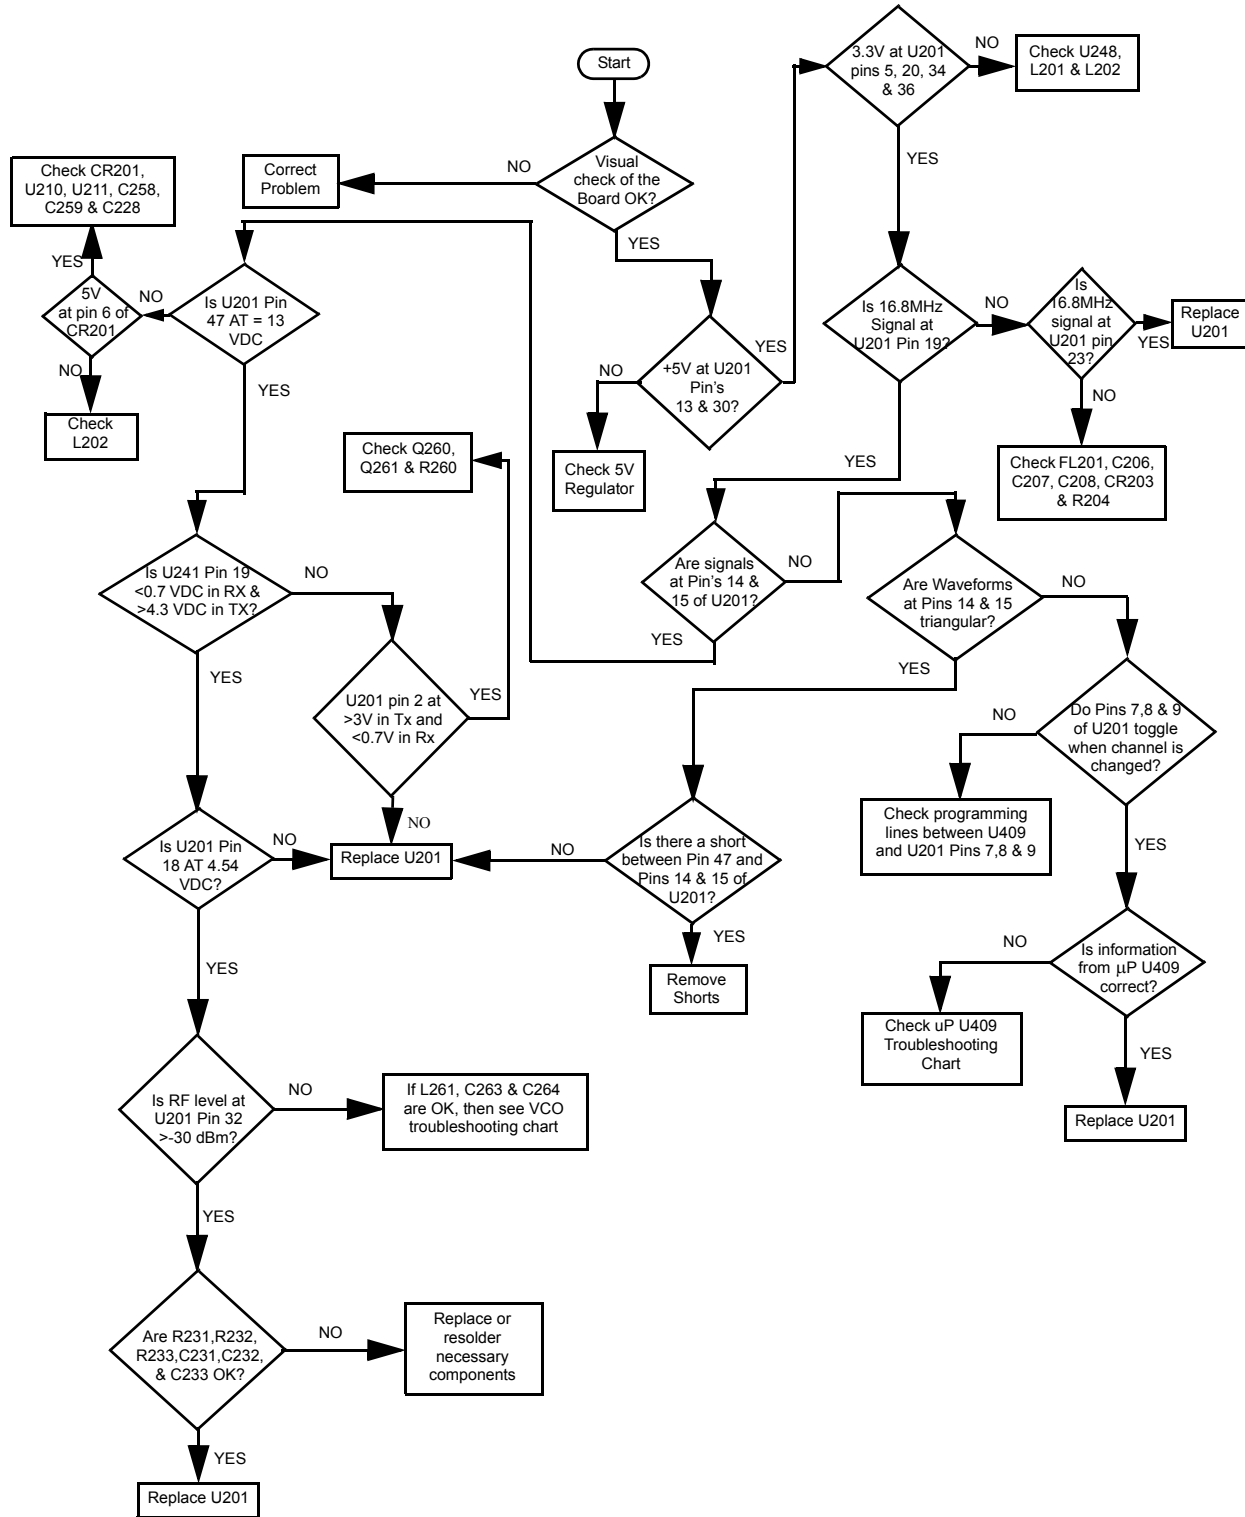 Start
3.3V at U201
pins 5, 20, 34
& 36
NO
Check U248,
L201 & L202
YES
Visual
check of the
Board OK?
NO
Correct
Problem
YES
Check CR201,
U210, U211, C258,
C259 & C228
YES
5V
at pin 6 of
CR201
NO
Is U201 Pin
47 AT = 13
VDC
NO
Check
L202
YES
+5V at U201
Pin's
13 & 30?
YES
NO
Check 5V
Regulator
Is 16.8MHz
Signal at
U201 Pin 19?
NO
Is
16.8MHz
signal at
U201 pin
23?
YES
Replace
U201
NO
Check FL201, C206,
C207, C208, CR203
& R204
YES
Check Q260,
Q261 & R260
Is U241 Pin 19
<0.7 VDC in RX &
>4.3 VDC in TX?
NO
Are signals
at Pin's 14 &
15 of U201?
NO
YES
Are Waveforms
at Pins 14 & 15
triangular?
NO
YES
YES
U201 pin 2 at
>3V in Tx and
<0.7V in Rx
YES
NO
Do Pins 7,8 & 9
of U201 toggle
when channel is
changed?
NO
Check programming
lines between U409
and U201 Pins 7,8 & 9
YES
Is U201 Pin
18 AT 4.54
VDC?
NO
Replace U201
NO
Is there a short
between Pin 47 and
Pins 14 & 15 of
U201?
YES
Remove
Shorts
YES
Is information
from µP U409
correct?
NO
Check uP U409
Troubleshooting
Chart
YES
Replace U201
Is RF level at
U201 Pin 32
>-30 dBm?
NO
If L261, C263 & C264
are OK, then see VCO
troubleshooting chart
YES
Are R231,R232,
R233,C231,C232,
& C233 OK?
NO
Replace or
resolder
necessary
components
YES
Replace U201